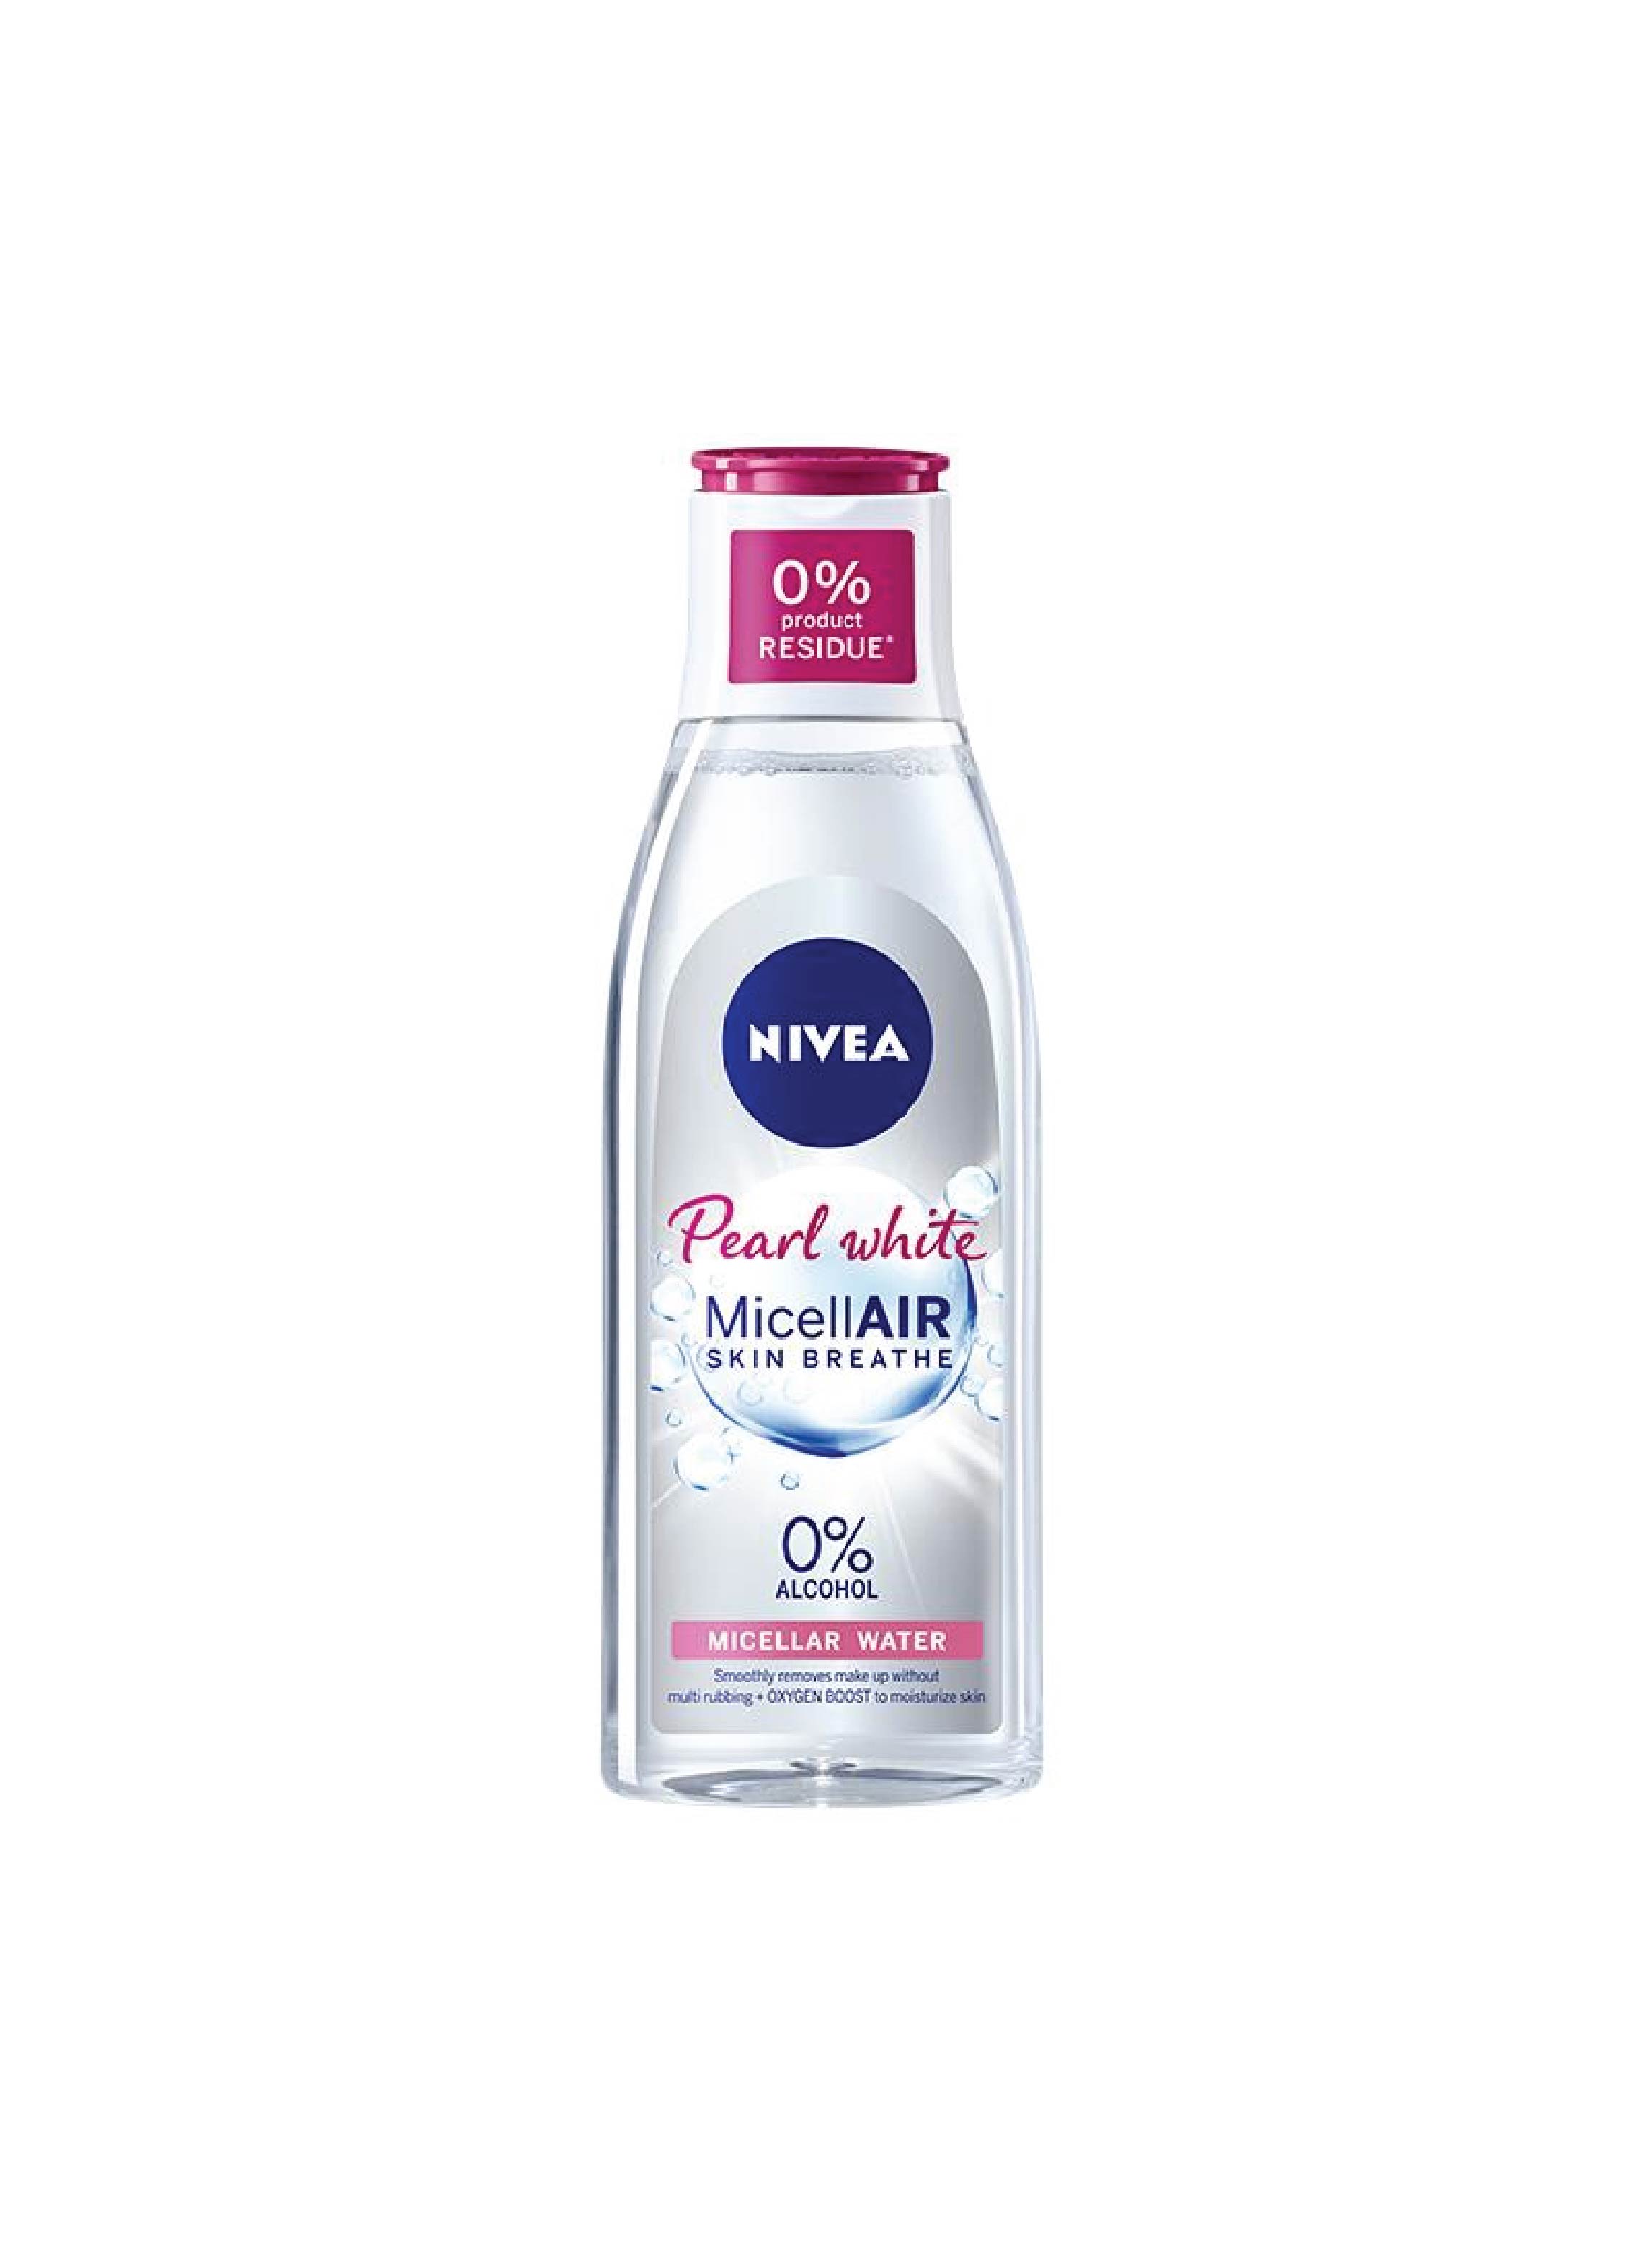 0%
product
RESIDUE*
NIVEA
Pearl white
MicellAIR
SKIN BREATHE
0%
ALCOHOL
MICELLAR WATER
Smoothly removes make up without
multi rubbing + OXYGEN BOOST to moisturize skin